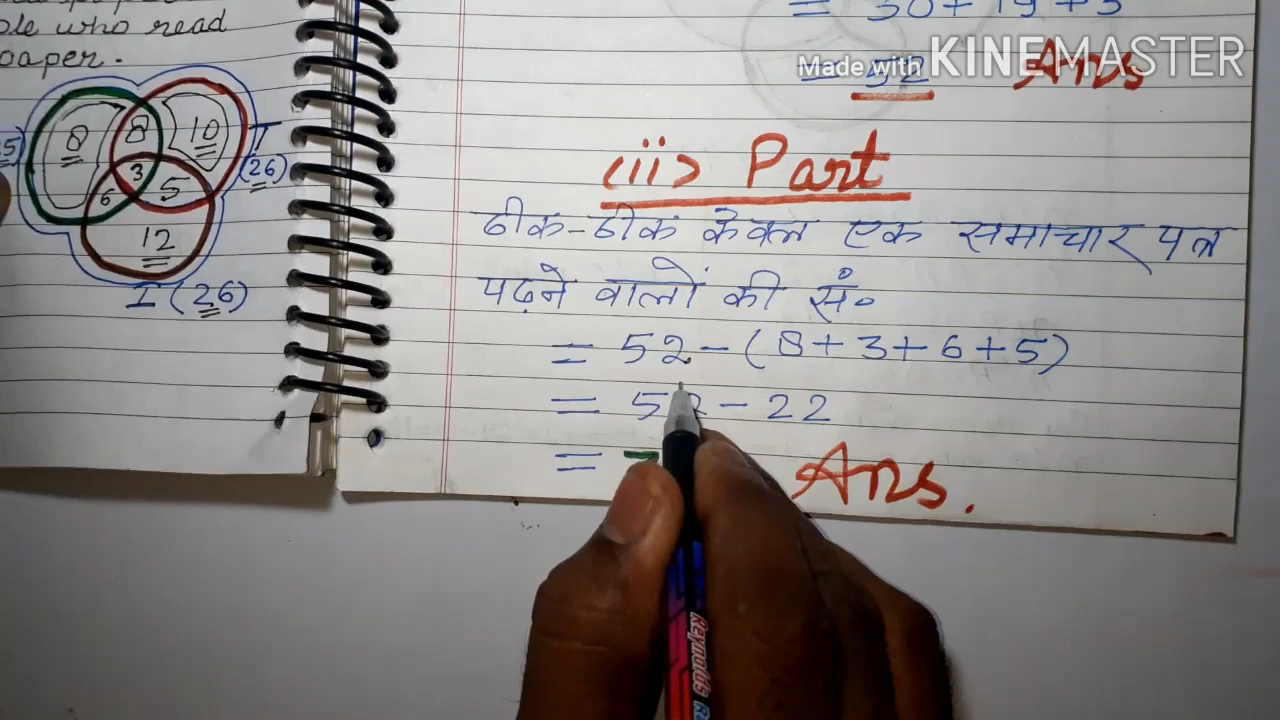 ple who read
paper.
8 8 10 T
3 (26)
6 5
12
I (26)
= 30 + 19 + 3
= 52 Ans
Made with KINEMASTER
(ii) Part
ठीक-ठीक केवल एक समाचार पत्र
पढ़ने वालों की सं०
= 52 - (8 + 3 + 6 + 5)
= 52 - 22
= Ans.
Reynolds